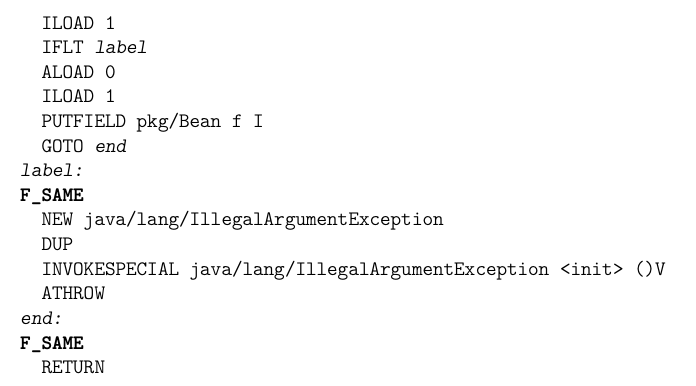 ILOAD 1
IFLT label
ALOAD 0
ILOAD 1
PUTFIELD pkg/Bean f I
GOTO end
label:
F_SAME
NEW java/lang/IllegalArgumentException
DUP
INVOKESPECIAL java/lang/IllegalArgumentException <init> ()V
ATHROW
end:
F_SAME
RETURN